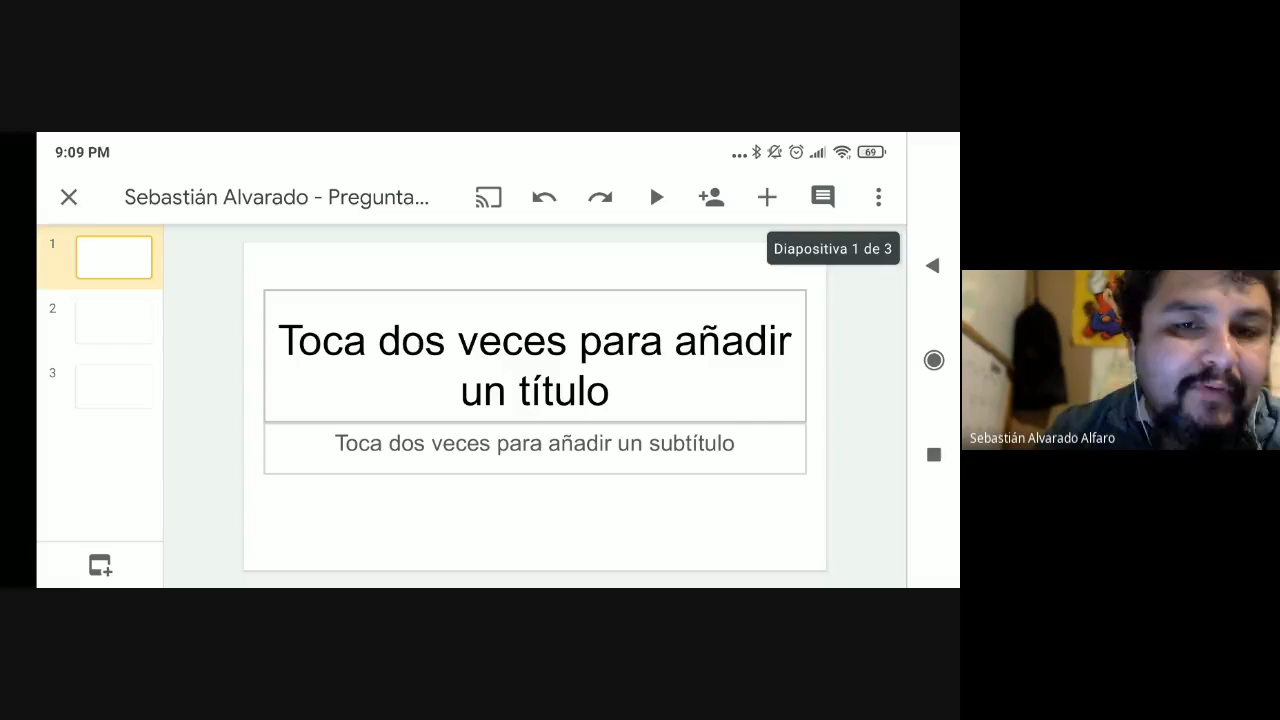 9:09 PM
69
Sebastián Alvarado - Pregunta...
Diapositiva 1 de 3
1
2
3
Toca dos veces para añadir
un título
Toca dos veces para añadir un subtítulo
Sebastián Alvarado Alfaro